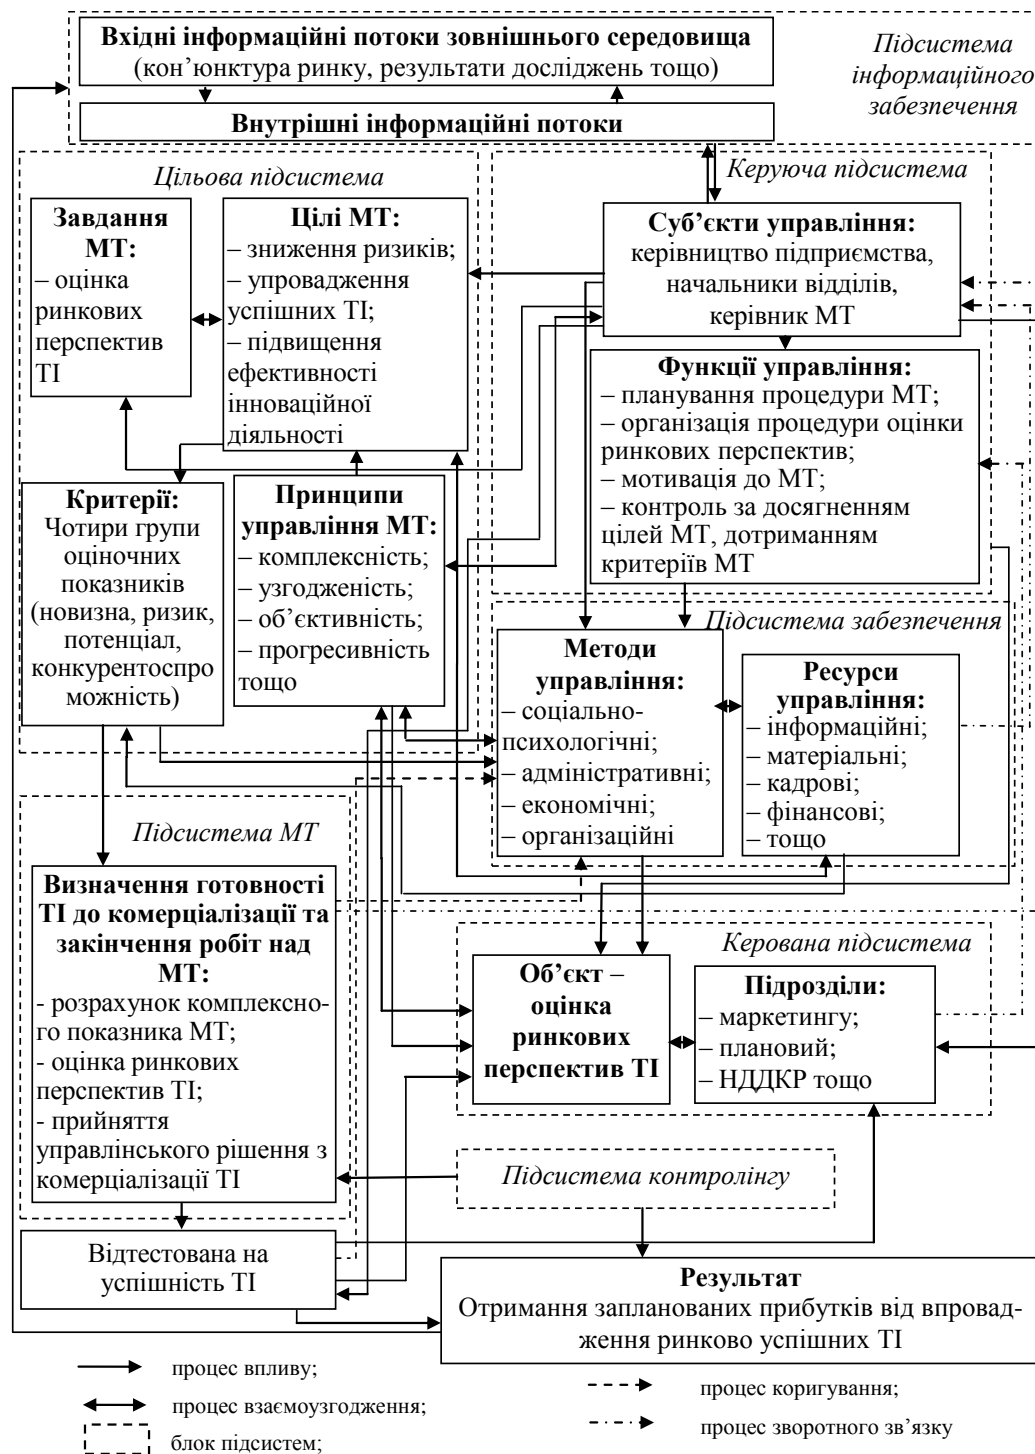 Вхідні інформаційні потоки зовнішнього середовища
(кон’юнктура ринку, результати досліджень тощо)
Внутрішні інформаційні потоки
Підсистема
інформаційного
забезпечення
Цільова підсистема
Завдання
МТ:
– оцінка
ринкових
перспектив
ТІ
Цілі МТ:
– зниження ризиків;
– упровадження
успішних ТІ;
– підвищення
ефективності
інноваційної
діяльності
Критерії:
Чотири групи
оціночних
показників
(новизна, ризик,
потенціал,
конкурентоспро
можність)
Принципи
управління МТ:
– комплексність;
– узгодженість;
– об’єктивність;
– прогресивність
тощо
Керуюча підсистема
Суб’єкти управління:
керівництво підприємства,
начальники відділів,
керівник МТ
Функції управління:
– планування процедури МТ;
– організація процедури оцінки
ринкових перспектив;
– мотивація до МТ;
– контроль за досягненням
цілей МТ, дотриманням
критеріїв МТ
Підсистема забезпечення
Методи
управління:
– соціально-
психологічні;
– адміністративні;
– економічні;
– організаційні
Ресурси
управління:
– інформаційні;
– матеріальні;
– кадрові;
– фінансові;
– тощо
Підсистема МТ
Визначення готовності
ТІ до комерціалізації та
закінчення робіт над
МТ:
- розрахунок комплексно-
го показника МТ;
- оцінка ринкових
перспектив ТІ;
- прийняття
управлінського рішення з
комерціалізації ТІ
Керована підсистема
Об’єкт –
оцінка
ринкових
перспектив ТІ
Підрозділи:
– маркетингу;
– плановий;
– НДДКР тощо
Підсистема контролінгу
Відтестована на
успішність ТІ
Результат
Отримання запланованих прибутків від впровад-
ження ринково успішних ТІ
процес впливу;
процес взаємоузгодження;
блок підсистем;
процес коригування;
процес зворотного зв’язку